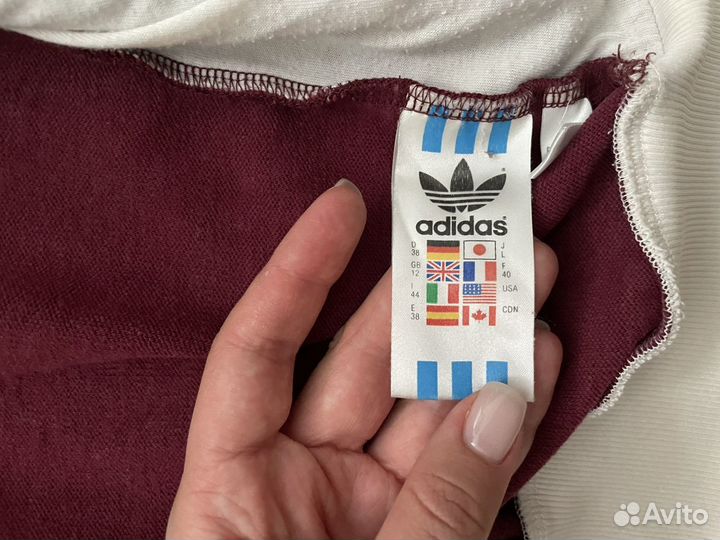 adidas
D 38 J L
GB 12 F 40
I 44 USA
E 38 CDN
Avito